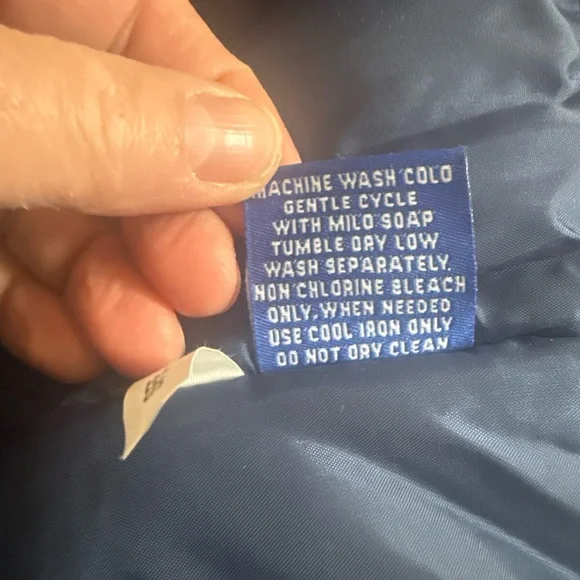 MACHINE WASH COLD
GENTLE CYCLE
WITH MILD SOAP
TUMBLE DRY LOW
WASH SEPARATELY.
NON CHLORINE BLEACH
ONLY, WHEN NEEDED
USE COOL IRON ONLY
DO NOT DRY CLEAN